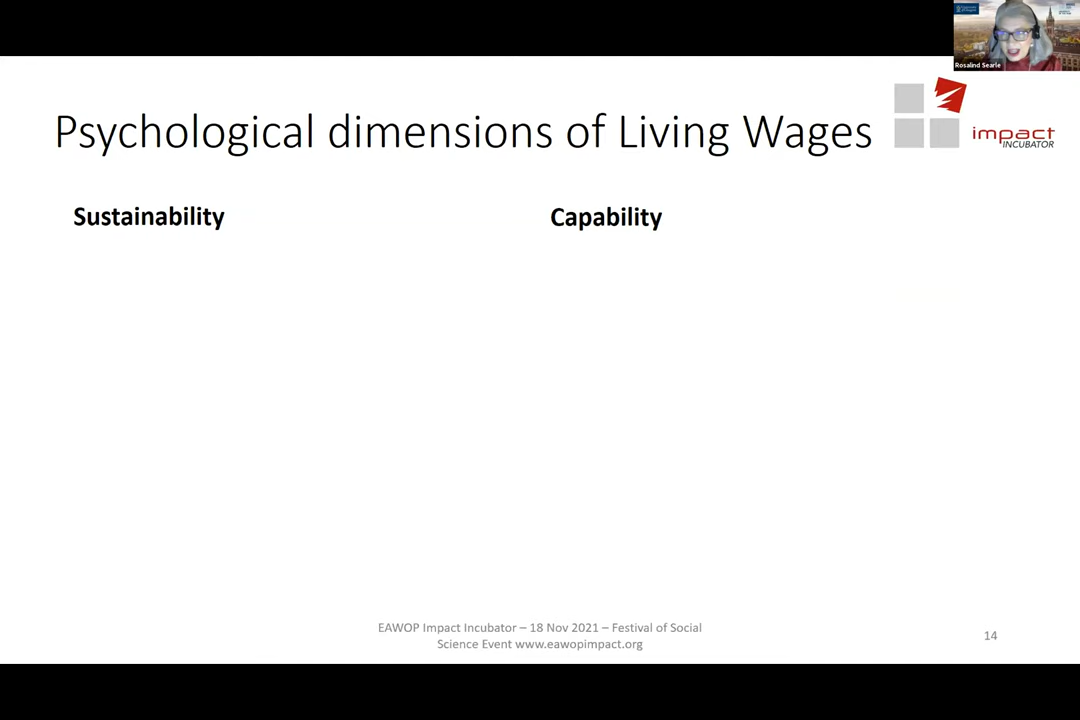 Rosalind Searle
Psychological dimensions of Living Wages
impact
INCUBATOR
Sustainability
Capability
EAWOP Impact Incubator – 18 Nov 2021 – Festival of Social
Science Event www.eawopimpact.org
14